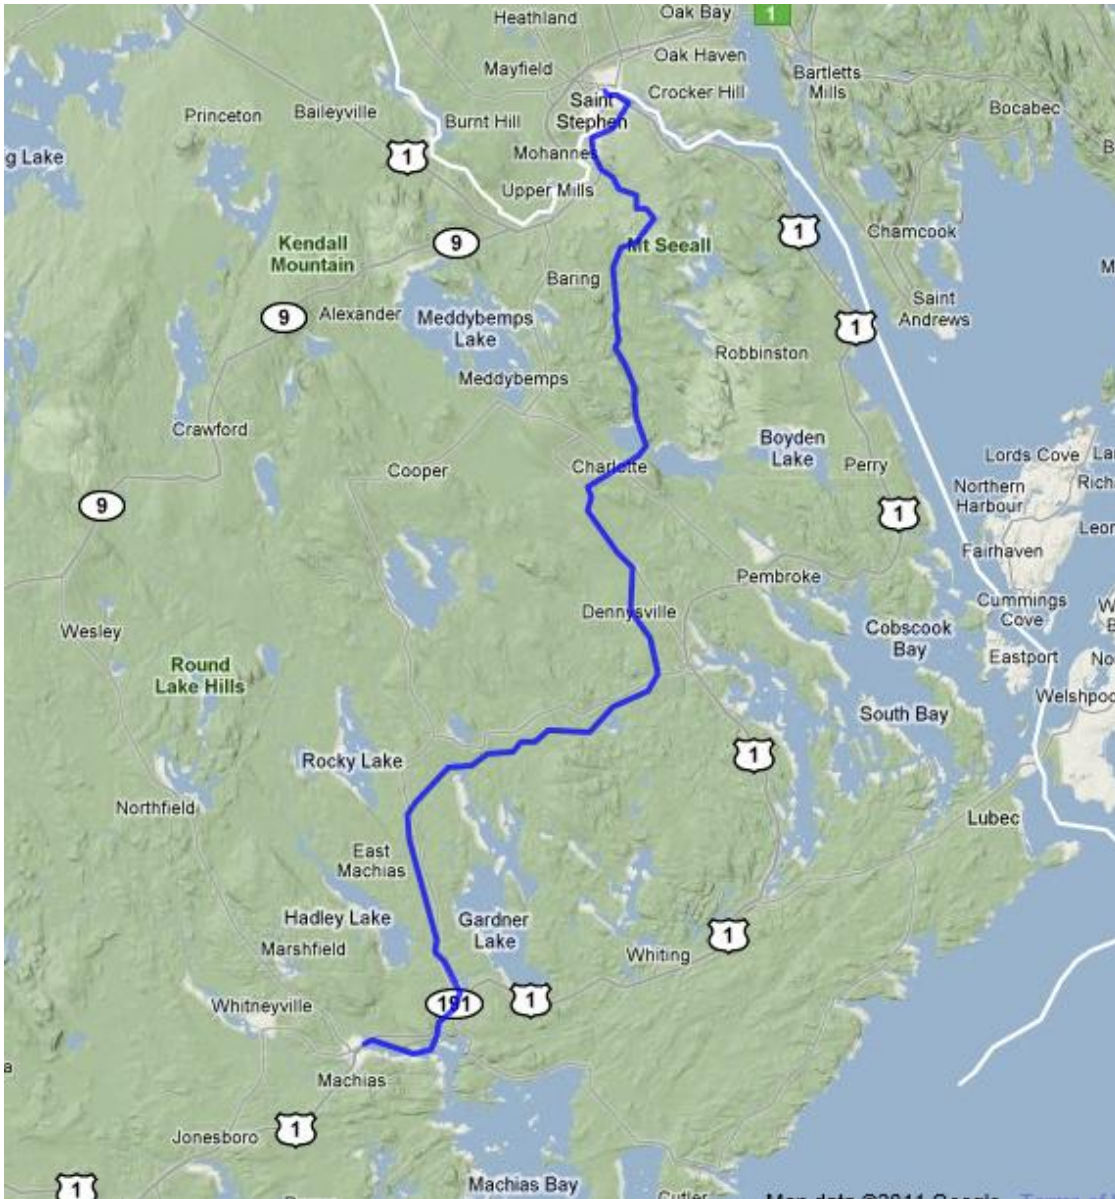 Heathland
Oak Bay
1
Mayfield
Oak Haven
Bartletts
Mills
Crocker Hill
Saint
Stephen
Bocabec
Princeton
Baileyville
Burnt Hill
1
Mohannes
g Lake
Upper Mills
Kendall
Mountain
9
Mt Seeall
1
Chamcook
Baring
9
Alexander
Meddybemps
Lake
Saint
Andrews
1
Robbinston
Meddybemps
Crawford
Boyden
Lake
Lords Cove
Cooper
Charlotte
Perry
Northern
Harbour
9
1
Fairhaven
Pembroke
Cummings
Cove
Dennysville
Wesley
Cobscook
Bay
Eastport
Round
Lake Hills
Welshpoo
South Bay
Rocky Lake
1
Northfield
Lubec
East
Machias
Hadley Lake
Gardner
Lake
Marshfield
1
Whiting
Whitneyville
191
1
Machias
Jonesboro
1
1
Machias Bay